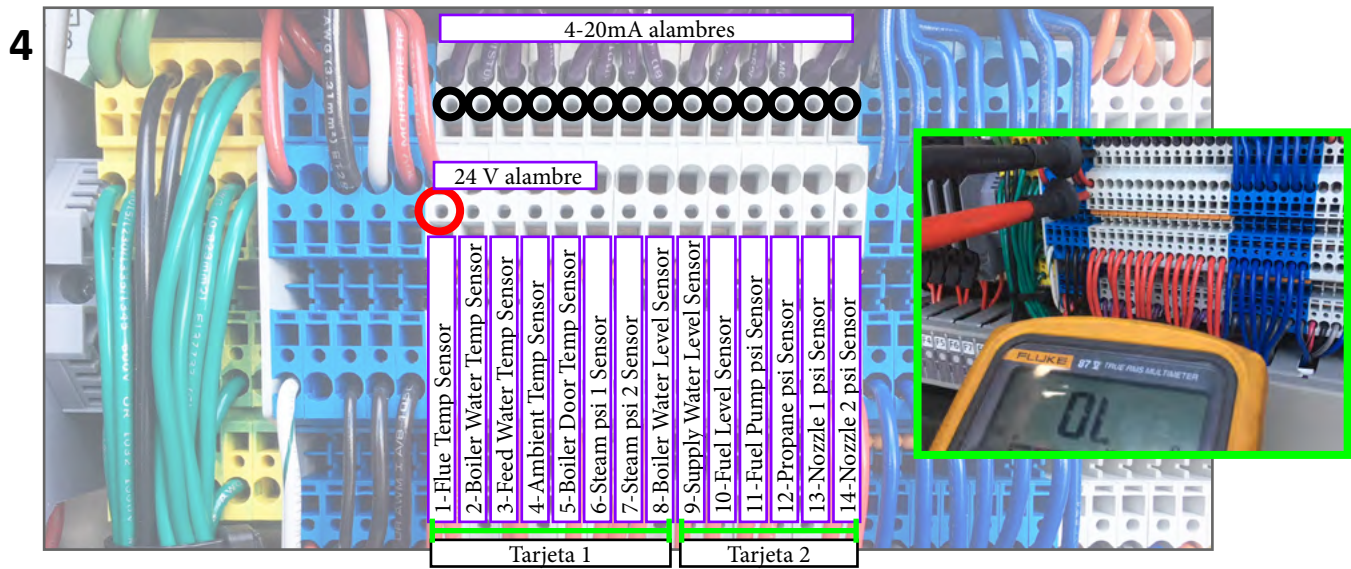 4
4-20mA alambres
24 V alambre
1-Flue Temp Sensor
2-Boiler Water Temp Sensor
3-Feed Water Temp Sensor
4-Ambient Temp Sensor
5-Boiler Door Temp Sensor
6-Steam psi 1 Sensor
7-Steam psi 2 Sensor
8-Boiler Water Level Sensor
9-Supply Water Level Sensor
10-Fuel Level Sensor
11-Fuel Pump psi Sensor
12-Propane psi Sensor
13-Nozzle 1 psi Sensor
14-Nozzle 2 psi Sensor
Tarjeta 1
Tarjeta 2
FLUKE 87 V TRUE RMS MULTIMETER
OL